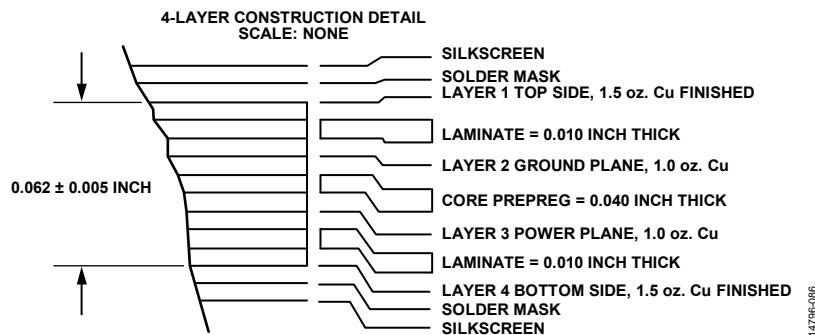 4-LAYER CONSTRUCTION DETAIL
SCALE: NONE
SILKSCREEN
SOLDER MASK
LAYER 1 TOP SIDE, 1.5 oz. Cu FINISHED
LAMINATE = 0.010 INCH THICK
LAYER 2 GROUND PLANE, 1.0 oz. Cu
0.062 ± 0.005 INCH
CORE PREPREG = 0.040 INCH THICK
LAYER 3 POWER PLANE, 1.0 oz. Cu
LAMINATE = 0.010 INCH THICK
LAYER 4 BOTTOM SIDE, 1.5 oz. Cu FINISHED
SOLDER MASK
SILKSCREEN
14796-086